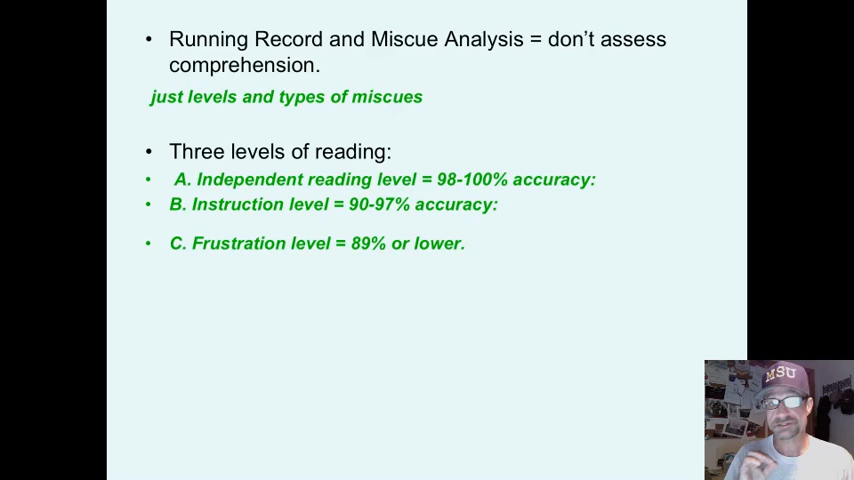 • Running Record and Miscue Analysis = don't assess
comprehension.
just levels and types of miscues
• Three levels of reading:
• A. Independent reading level = 98-100% accuracy:
• B. Instruction level = 90-97% accuracy:
• C. Frustration level = 89% or lower.
MSU